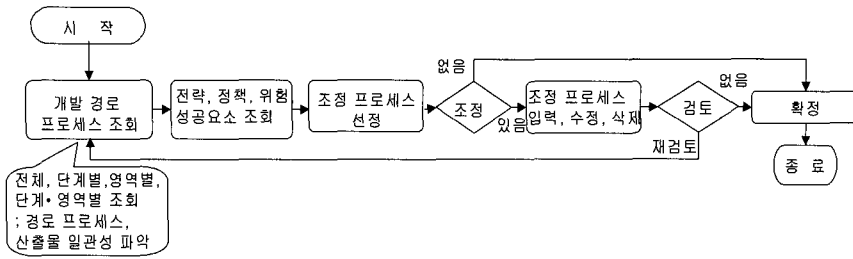 시 작
개발 경로
프로세스 조회
전략, 정책, 위험,
성공요소 조회
조정 프로세스
선정
조정
없음
있음
조정 프로세스
입력, 수정, 삭제
검토
없음
재검토
확정
종 료
전체, 단계별,영역별,
단계• 영역별 조회
; 경로 프로세스,
산출물 일관성 파악